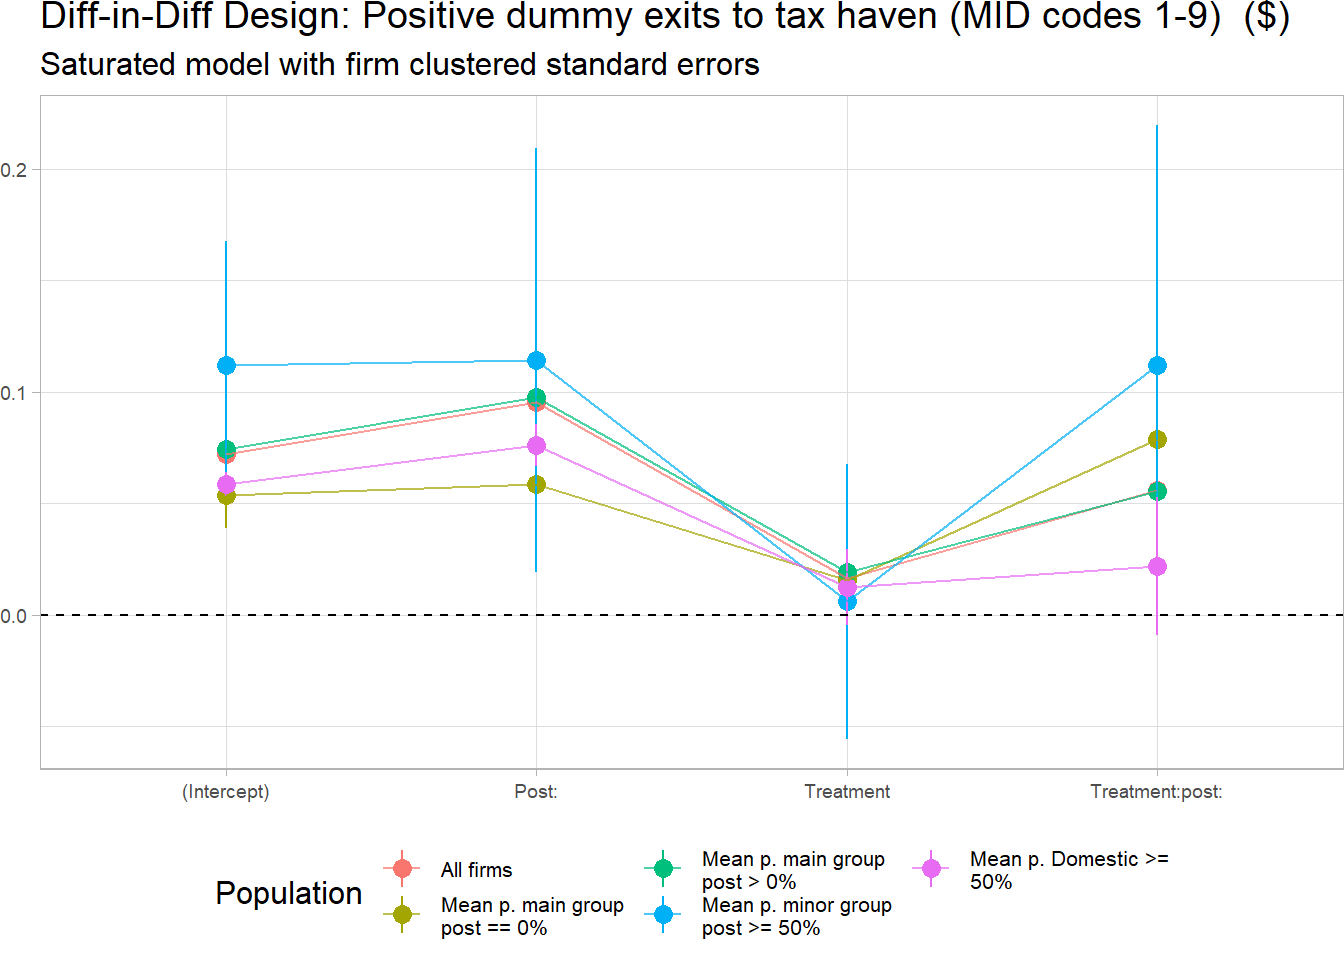 Diff-in-Diff Design: Positive dummy exits to tax haven (MID codes 1-9) ($)
Saturated model with firm clustered standard errors
0.2
0.1
0.0
(Intercept)
Post:
Treatment
Treatment:post:
Population
All firms
Mean p. main group
post == 0%
Mean p. main group
post > 0%
Mean p. minor group
post >= 50%
Mean p. Domestic >=
50%